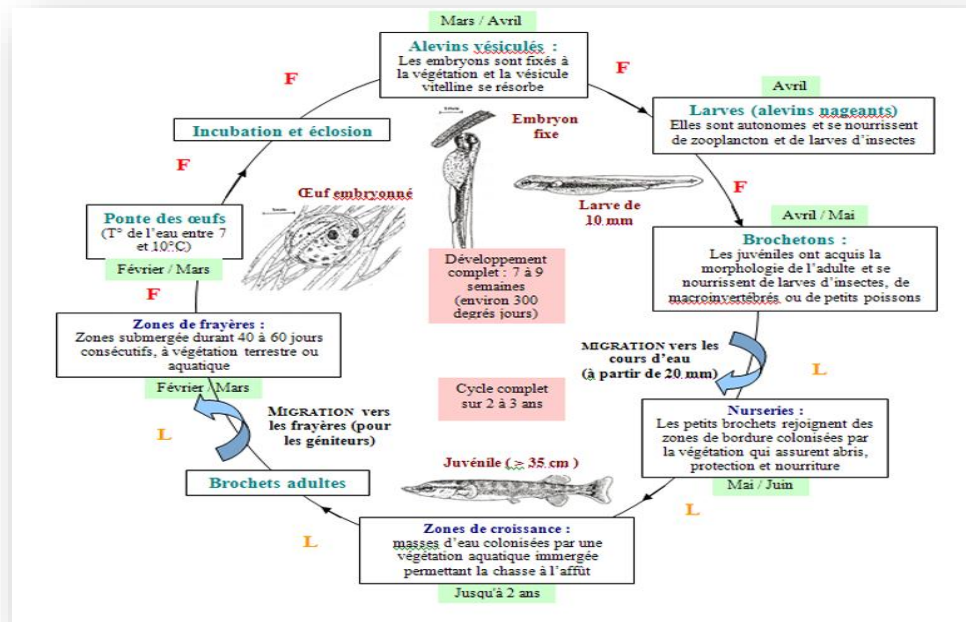 Mars / Avril
Alevins vésiculés :
Les embryons sont fixés à
la végétation et la vésicule
vitelline se résorbe
F
F
Avril
Larves (alevins nageants)
Elles sont autonomes et se nourrissent
de zooplancton et de larves d'insectes
Incubation et éclosion
Embryon
fixe
F
F
Œuf embryonné
Larve de
10 mm
Ponte des œufs
(T° de l'eau entre 7
et 10°C)
Février / Mars
Avril / Mai
Brochetons :
Les juvéniles ont acquis la
morphologie de l'adulte et se
nourrissent de larves d'insectes, de
macroinvertébrés ou de petits poissons
Développement
complet : 7 à 9
semaines
(environ 300
degrés jours)
F
Zones de frayères :
Zones submergée durant 40 à 60 jours
consécutifs, à végétation terrestre ou
aquatique
Février / Mars
MIGRATION vers les
cours d'eau
(à partir de 20 mm)
L
Cycle complet
sur 2 à 3 ans
MIGRATION vers
les frayères (pour
les géniteurs)
L
Nurseries :
Les petits brochets rejoignent des
zones de bordure colonisées par
la végétation qui assurent abris,
protection et nourriture
Mai / Juin
Juvénile ( ≥ 35 cm )
Brochets adultes
L
L
Zones de croissance :
masses d'eau colonisées par une
végétation aquatique immergée
permettant la chasse à l'affût
Jusqu'à 2 ans